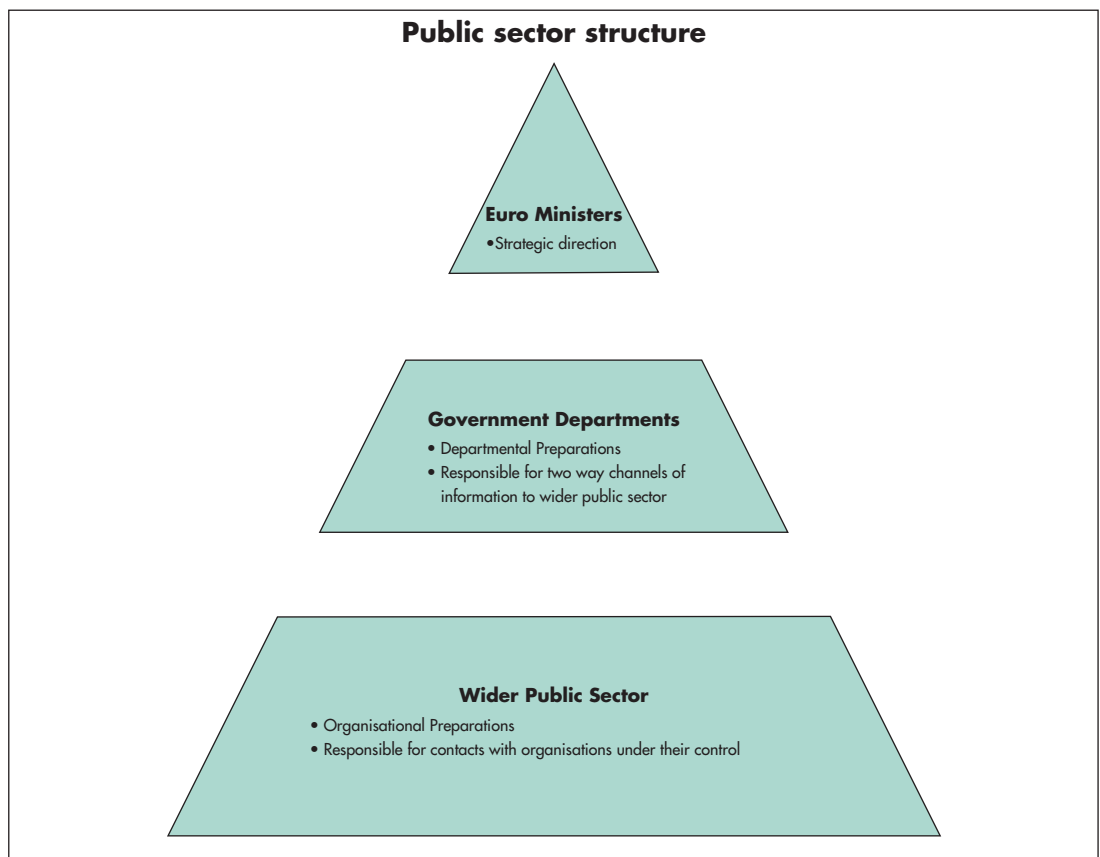 Public sector structure
Euro Ministers
•Strategic direction
Government Departments
• Departmental Preparations
• Responsible for two way channels of
information to wider public sector
Wider Public Sector
• Organisational Preparations
• Responsible for contacts with organisations under their control